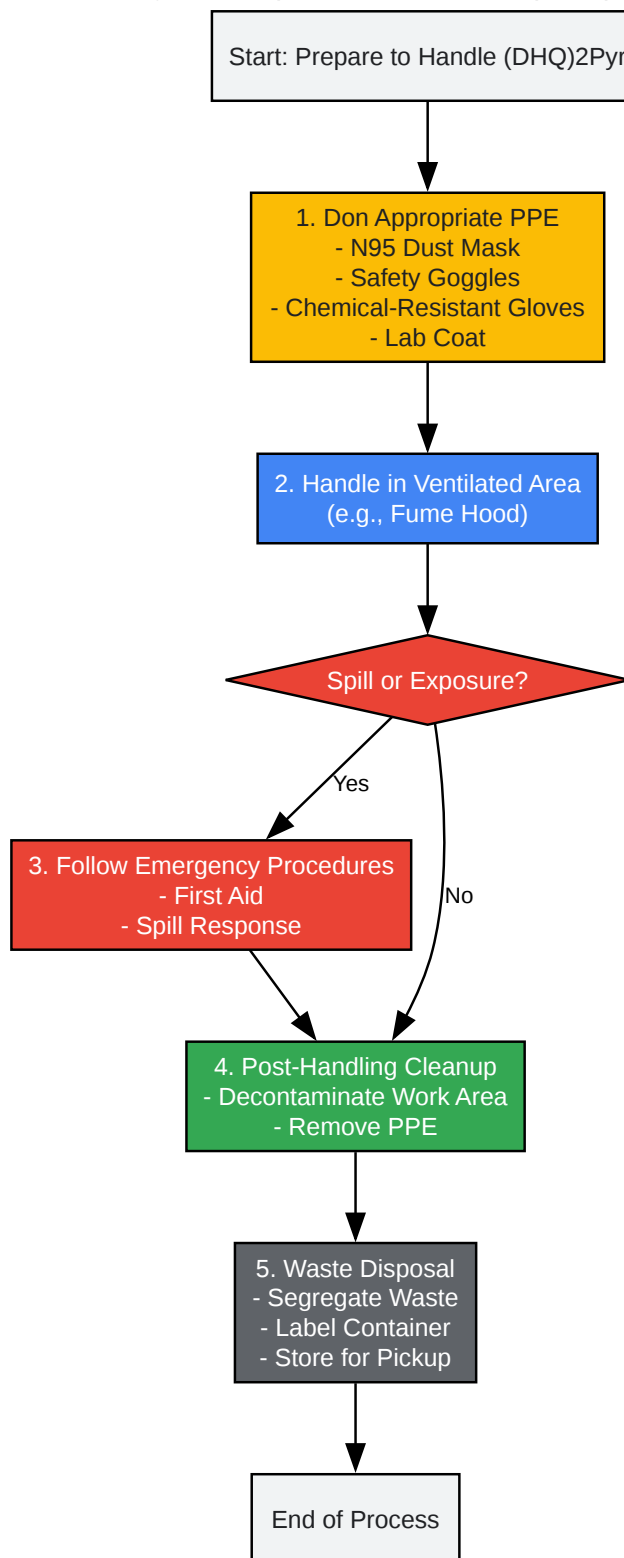 Start: Prepare to Handle (DHQ)2Pyr
1. Don Appropriate PPE
- N95 Dust Mask
- Safety Goggles
- Chemical-Resistant Gloves
- Lab Coat
2. Handle in Ventilated Area
(e.g., Fume Hood)
Spill or Exposure?
Yes
3. Follow Emergency Procedures
- First Aid
- Spill Response
No
4. Post-Handling Cleanup
- Decontaminate Work Area
- Remove PPE
5. Waste Disposal
- Segregate Waste
- Label Container
- Store for Pickup
End of Process